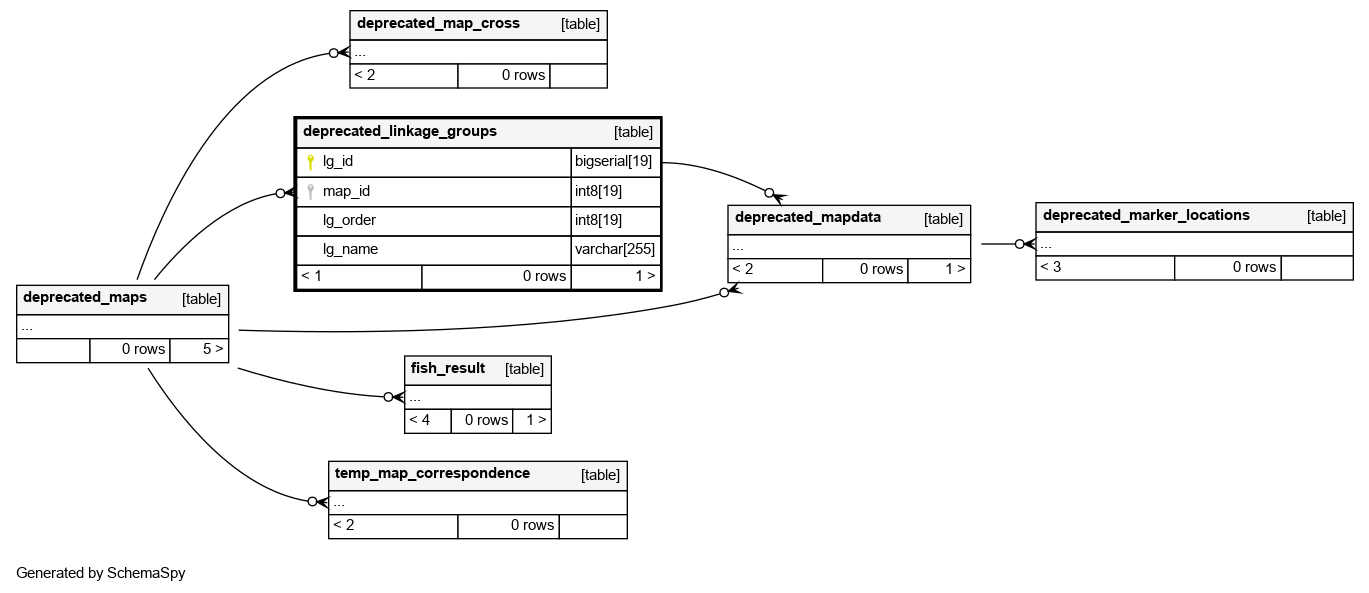 deprecated_map_cross [table]
...
< 2 0 rows
deprecated_linkage_groups [table]
lg_id bigserial[19]
map_id int8[19]
lg_order int8[19]
lg_name varchar[255]
< 1 0 rows 1 >
deprecated_mapdata [table]
...
< 2 0 rows 1 >
deprecated_marker_locations [table]
...
< 3 0 rows
deprecated_maps [table]
...
0 rows 5 >
fish_result [table]
...
< 4 0 rows 1 >
temp_map_correspondence [table]
...
< 2 0 rows
Generated by SchemaSpy